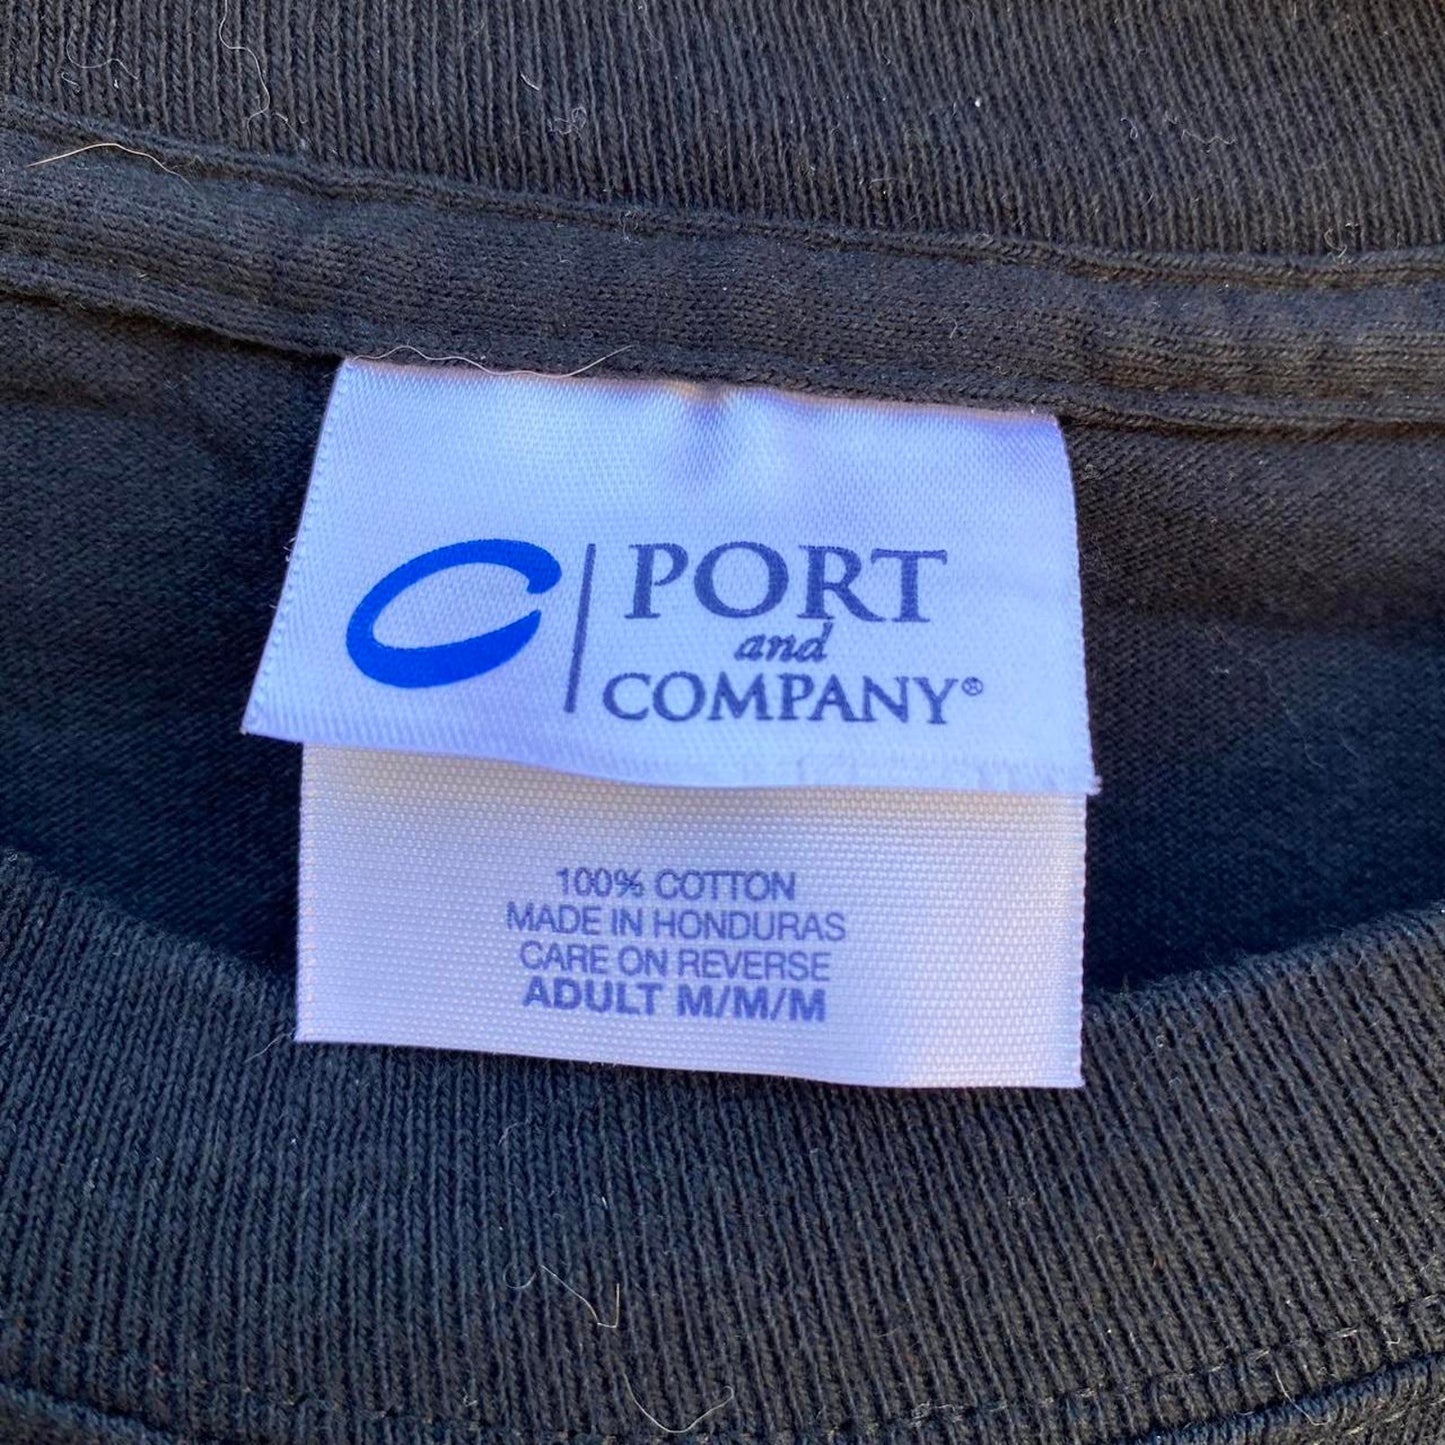 PORT
and
COMPANY®
100% COTTON
MADE IN HONDURAS
CARE ON REVERSE
ADULT M/M/M